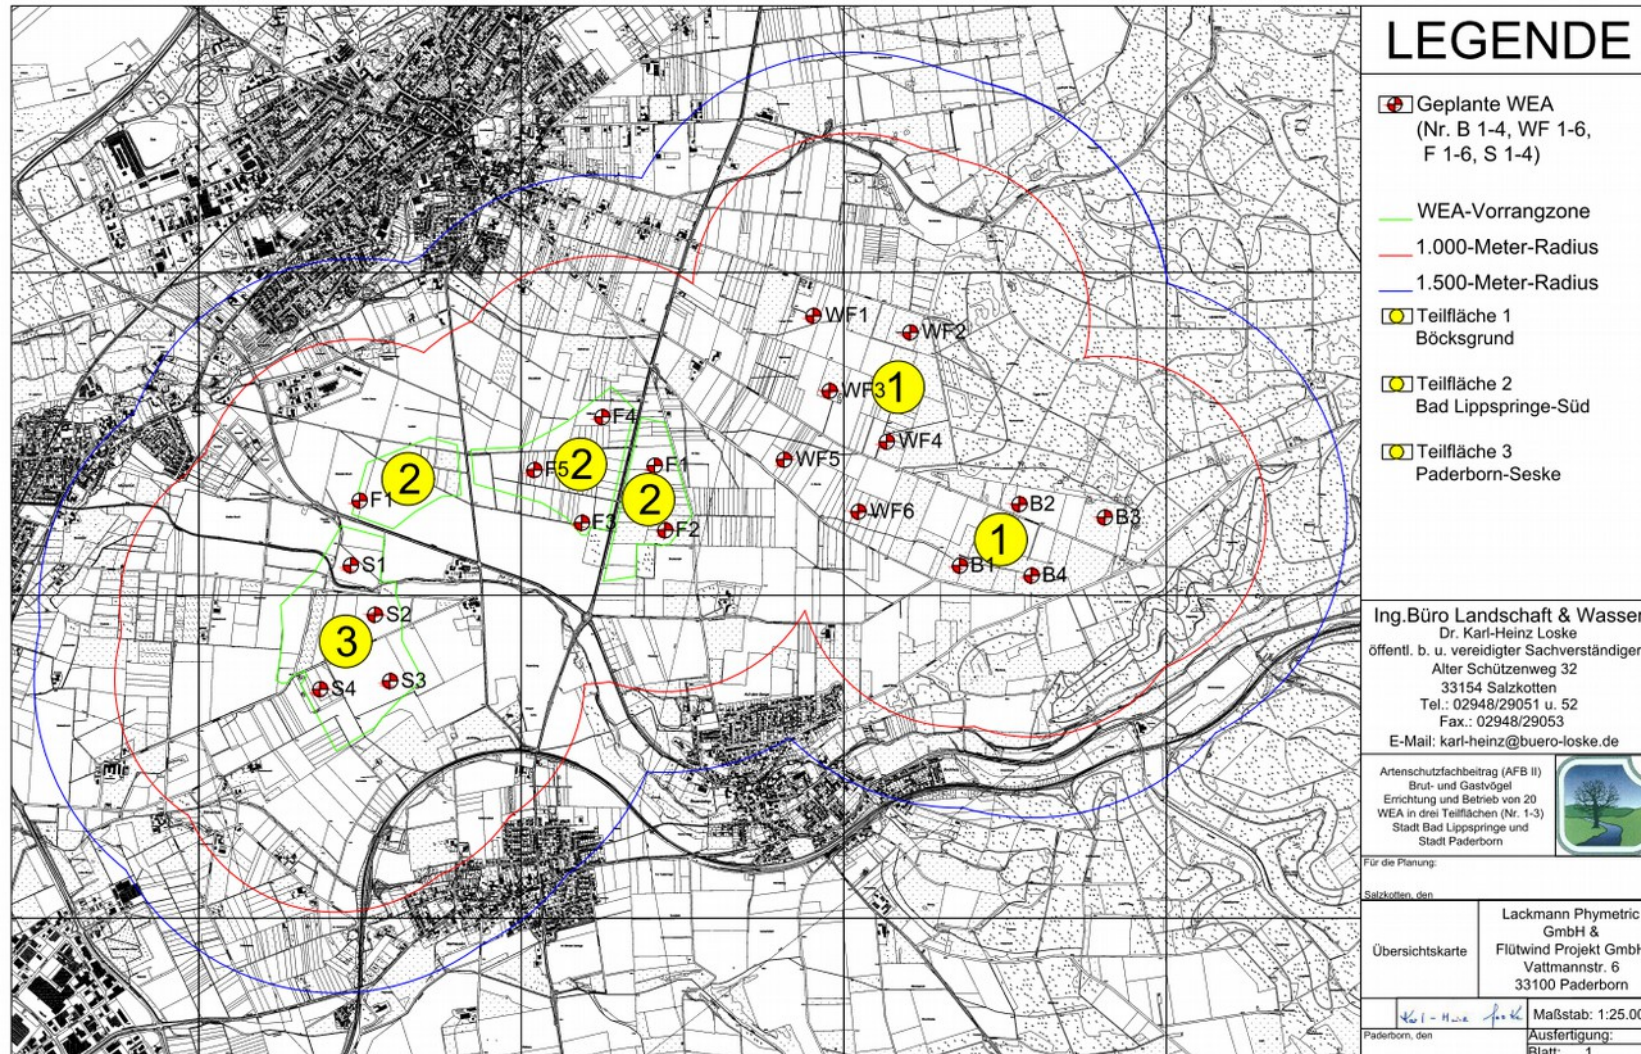 LEGENDE
Geplante WEA
(Nr. B 1-4, WF 1-6,
F 1-6, S 1-4)
WEA-Vorrangzone
1.000-Meter-Radius
1.500-Meter-Radius
Teilfläche 1
Böcksgrund
Teilfläche 2
Bad Lippspringe-Süd
Teilfläche 3
Paderborn-Seske
Ing.Büro Landschaft & Wasser
Dr. Karl-Heinz Loske
öffentl. b. u. vereidigter Sachverständiger
Alter Schützenweg 32
33154 Salzkotten
Tel.: 02948/29051 u. 52
Fax.: 02948/29053
E-Mail: karl-heinz@buero-loske.de
Artenschutzfachbeitrag (AFB II)
Brut- und Gastvögel
Errichtung und Betrieb von 20
WEA in drei Teilflächen (Nr. 1-3)
Stadt Bad Lippspringe und
Stadt Paderborn
Für die Planung:
Salzkotten, den
Übersichtskarte
Lackmann Phymetric
GmbH &
Flütwind Projekt GmbH
Vattmannstr. 6
33100 Paderborn
Maßstab: 1:25.00
Paderborn, den
Ausfertigung:
Blatt: 1
WF1
WF2
WF3
1
WF4
WF5
WF6
B2
B3
1
B1
B4
F4
2
F5
F1
2
F3
F2
2
F1
S1
S2
3
S3
S4